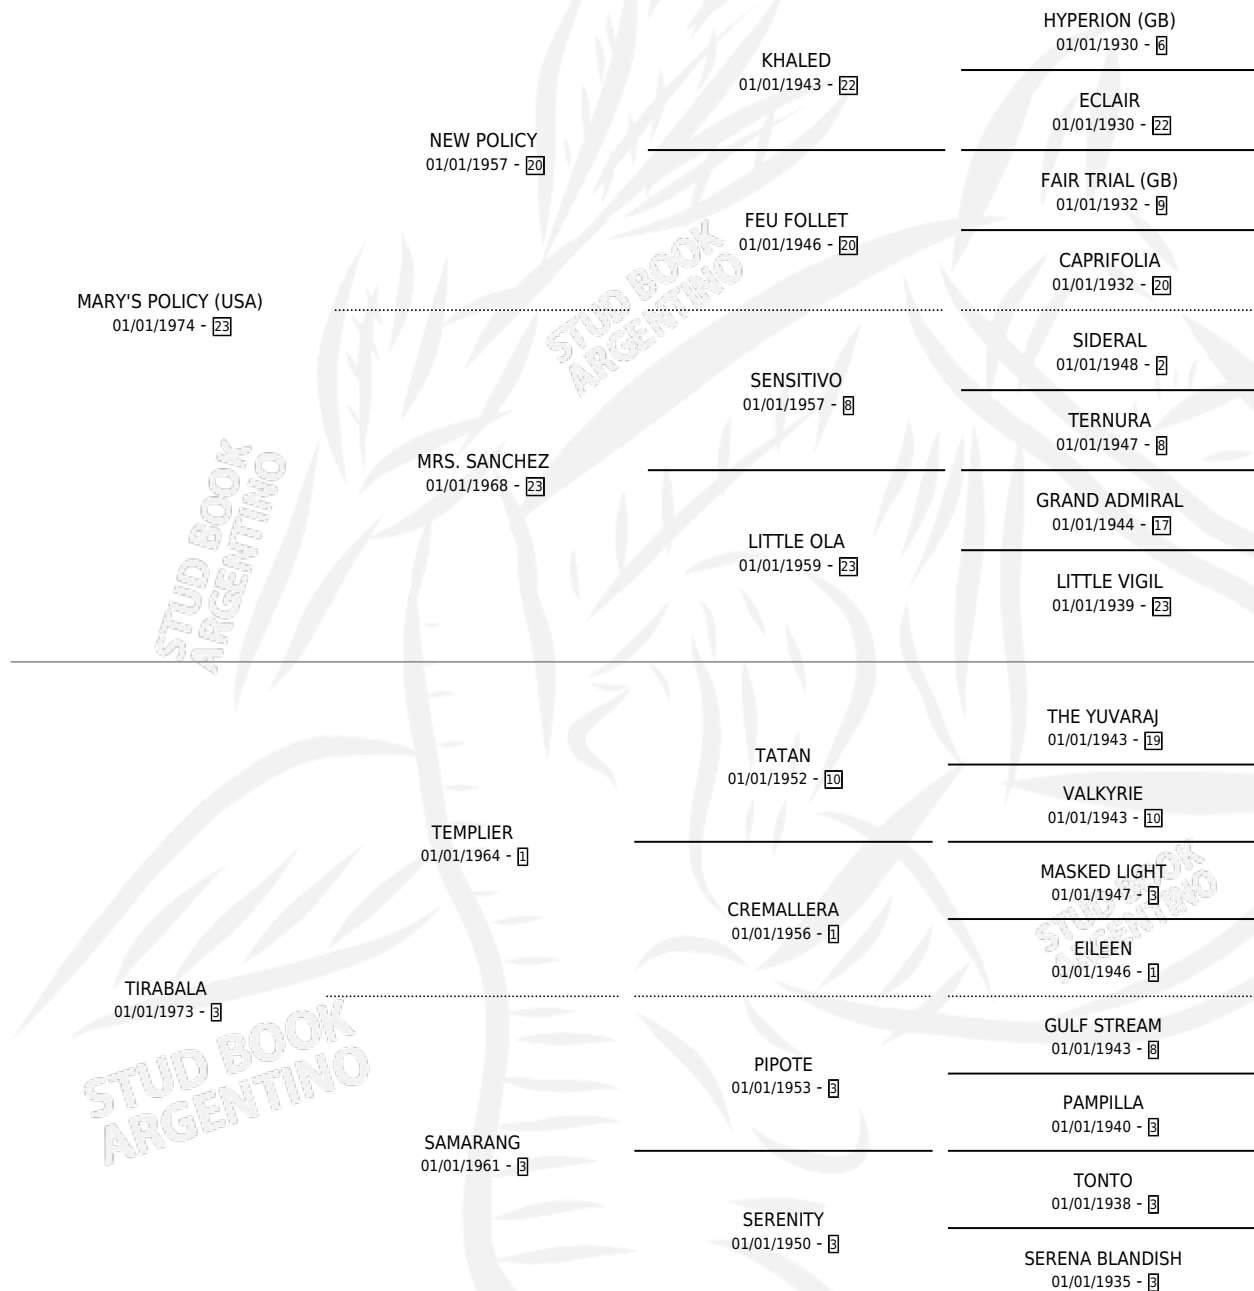 HYPERION (GB)
01/01/1930 - 6
KHALED
01/01/1943 - 22
ECLAIR
01/01/1930 - 22
NEW POLICY
01/01/1957 - 20
FAIR TRIAL (GB)
01/01/1932 - 9
FEU FOLLET
01/01/1946 - 20
CAPRIFOLIA
01/01/1932 - 20
MARY'S POLICY (USA)
01/01/1974 - 23
STUD BOOK
ARGENTINO
SIDERAL
01/01/1948 - 2
SENSITIVO
01/01/1957 - 8
TERNURA
01/01/1947 - 8
MRS. SANCHEZ
01/01/1968 - 23
STUD BOOK
ARGENTINO
GRAND ADMIRAL
01/01/1944 - 17
LITTLE OLA
01/01/1959 - 23
LITTLE VIGIL
01/01/1939 - 23
THE YUVARAJ
01/01/1943 - 19
TATAN
01/01/1952 - 10
VALKYRIE
01/01/1943 - 10
TEMPLIER
01/01/1964 - 1
MASKED LIGHT
01/01/1947 - 3
STUD BOOK
ARGENTINO
CREMALLERA
01/01/1956 - 1
EILEEN
01/01/1946 - 1
TIRABALA
01/01/1973 - 3
STUD BOOK
ARGENTINO
GULF STREAM
01/01/1943 - 8
PIPOTE
01/01/1953 - 3
PAMPILLA
01/01/1940 - 3
SAMARANG
01/01/1961 - 3
TONTO
01/01/1938 - 3
SERENITY
01/01/1950 - 3
SERENA BLANDISH
01/01/1935 - 3